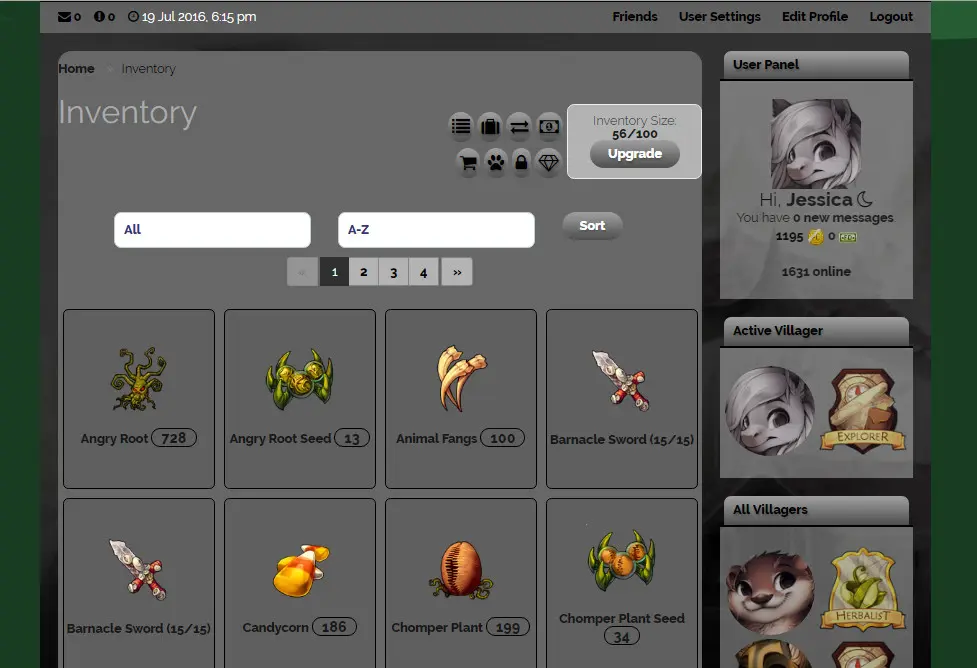 0 0 19 Jul 2016, 6:15 pm Friends User Settings Edit Profile Logout
Home Inventory
Inventory
Inventory Size:
56/100
Upgrade
All A-Z Sort
« 1 2 3 4 »
Angry Root 728 Angry Root Seed 13 Animal Fangs 100 Barnacle Sword (15/15)
Barnacle Sword (15/15) Candycorn 186 Chomper Plant 199 Chomper Plant Seed
34
User Panel
Hi, Jessica
You have 0 new messages
1195 0
1631 online
Active Villager
EXPLORER
All Villagers
HERBALIST